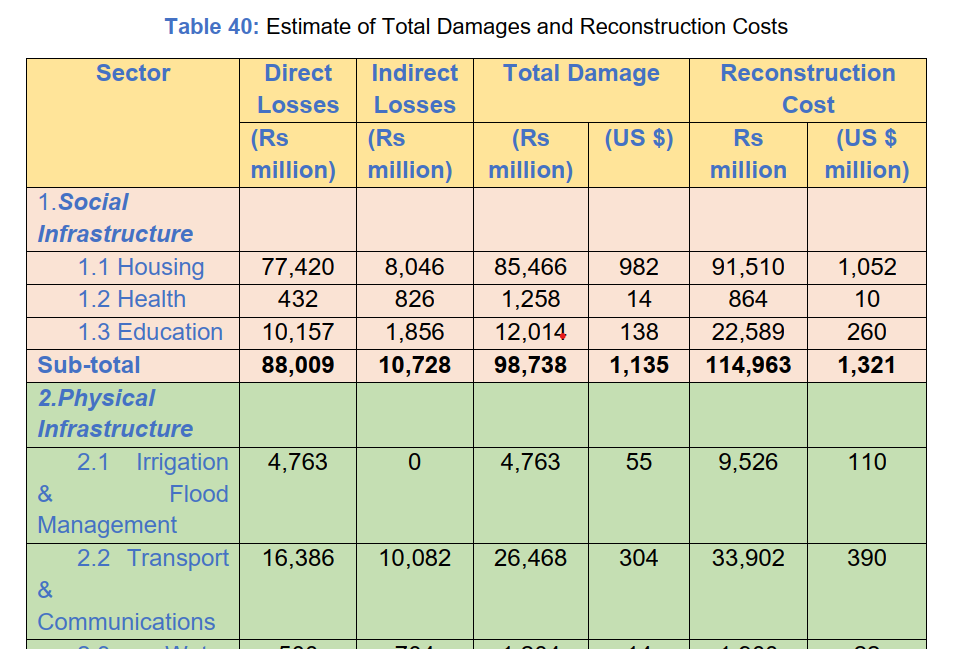 Table 40: Estimate of Total Damages and Reconstruction Costs
Sector Direct Losses Indirect Losses Total Damage Reconstruction Cost
(Rs million) (Rs million) (Rs million) (US $) Rs million (US $ million)
1.Social Infrastructure
1.1 Housing 77,420 8,046 85,466 982 91,510 1,052
1.2 Health 432 826 1,258 14 864 10
1.3 Education 10,157 1,856 12,014 138 22,589 260
Sub-total 88,009 10,728 98,738 1,135 114,963 1,321
2.Physical Infrastructure
2.1 Irrigation & Flood Management 4,763 0 4,763 55 9,526 110
2.2 Transport & Communications 16,386 10,082 26,468 304 33,902 390